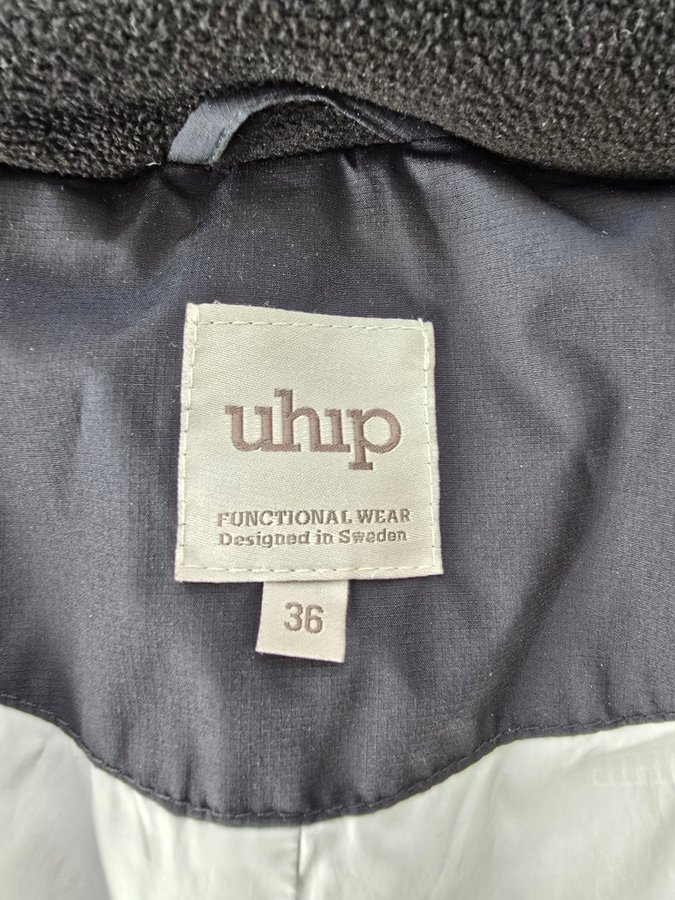 uhip
FUNCTIONAL WEAR
Designed in Sweden
36